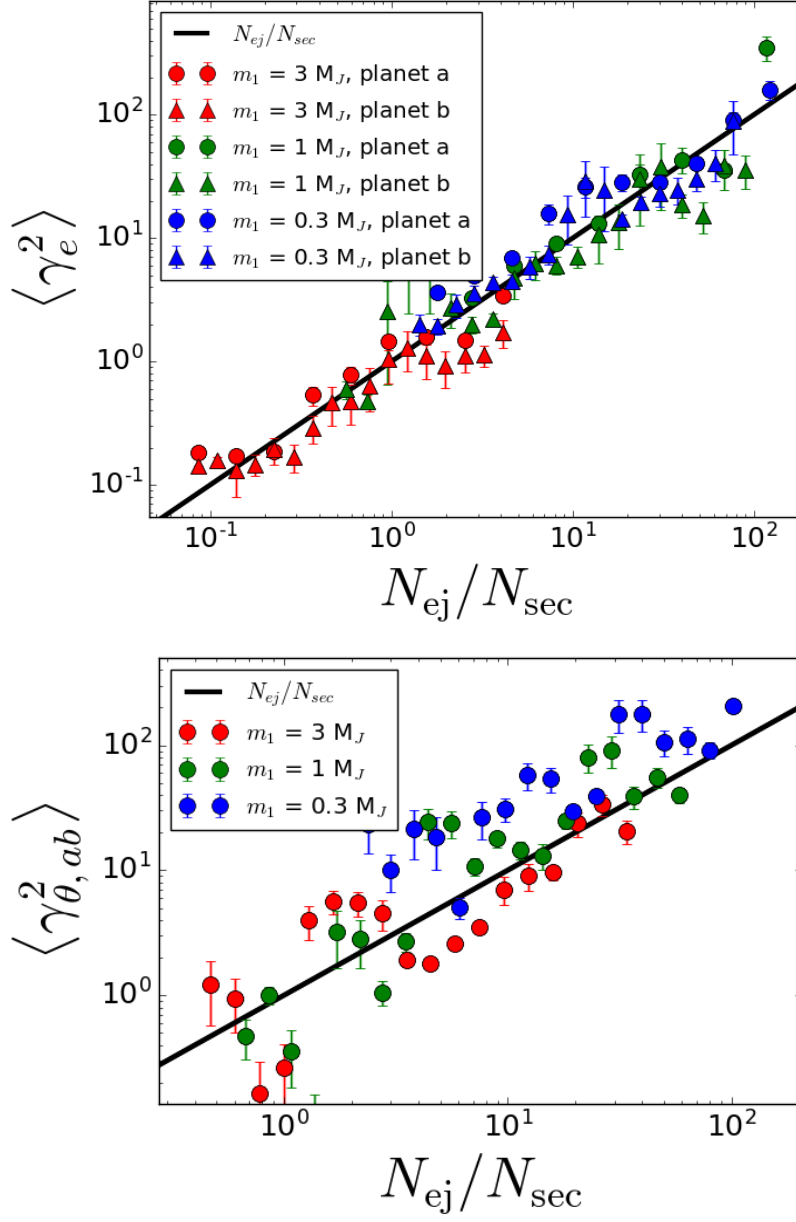 N_ej/N_sec
m_1 = 3 M_J, planet a
m_1 = 3 M_J, planet b
m_1 = 1 M_J, planet a
m_1 = 1 M_J, planet b
m_1 = 0.3 M_J, planet a
m_1 = 0.3 M_J, planet b
10^2
10^1
10^0
10^-1
⟨γ_e^2⟩
10^-1 10^0 10^1 10^2
N_ej/N_sec
N_ej/N_sec
m_1 = 3 M_J
m_1 = 1 M_J
m_1 = 0.3 M_J
10^2
10^1
10^0
⟨γ_θ,ab^2⟩
10^0 10^1 10^2
N_ej/N_sec